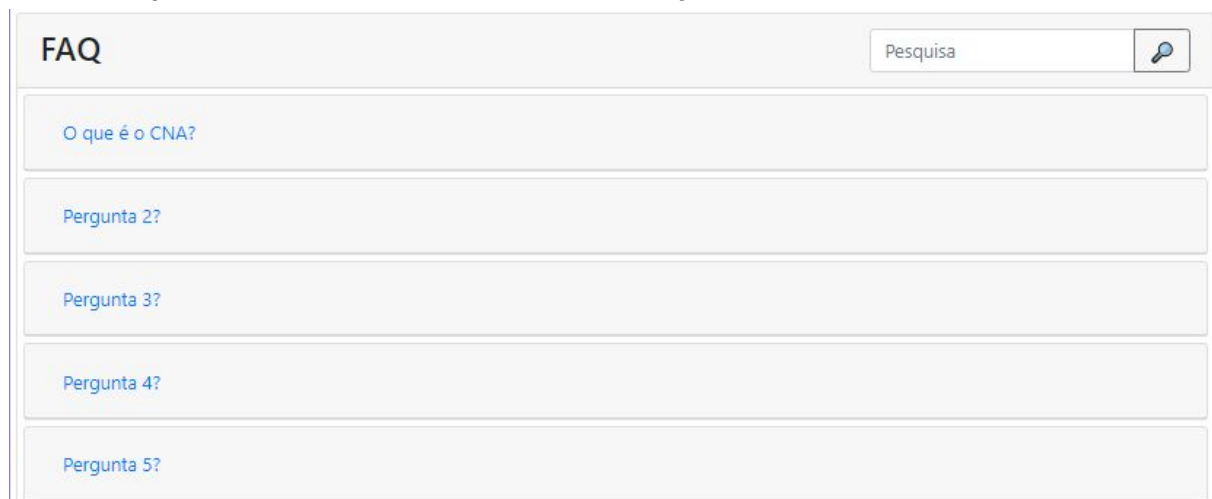 FAQ
Pesquisa
O que é o CNA?
Pergunta 2?
Pergunta 3?
Pergunta 4?
Pergunta 5?